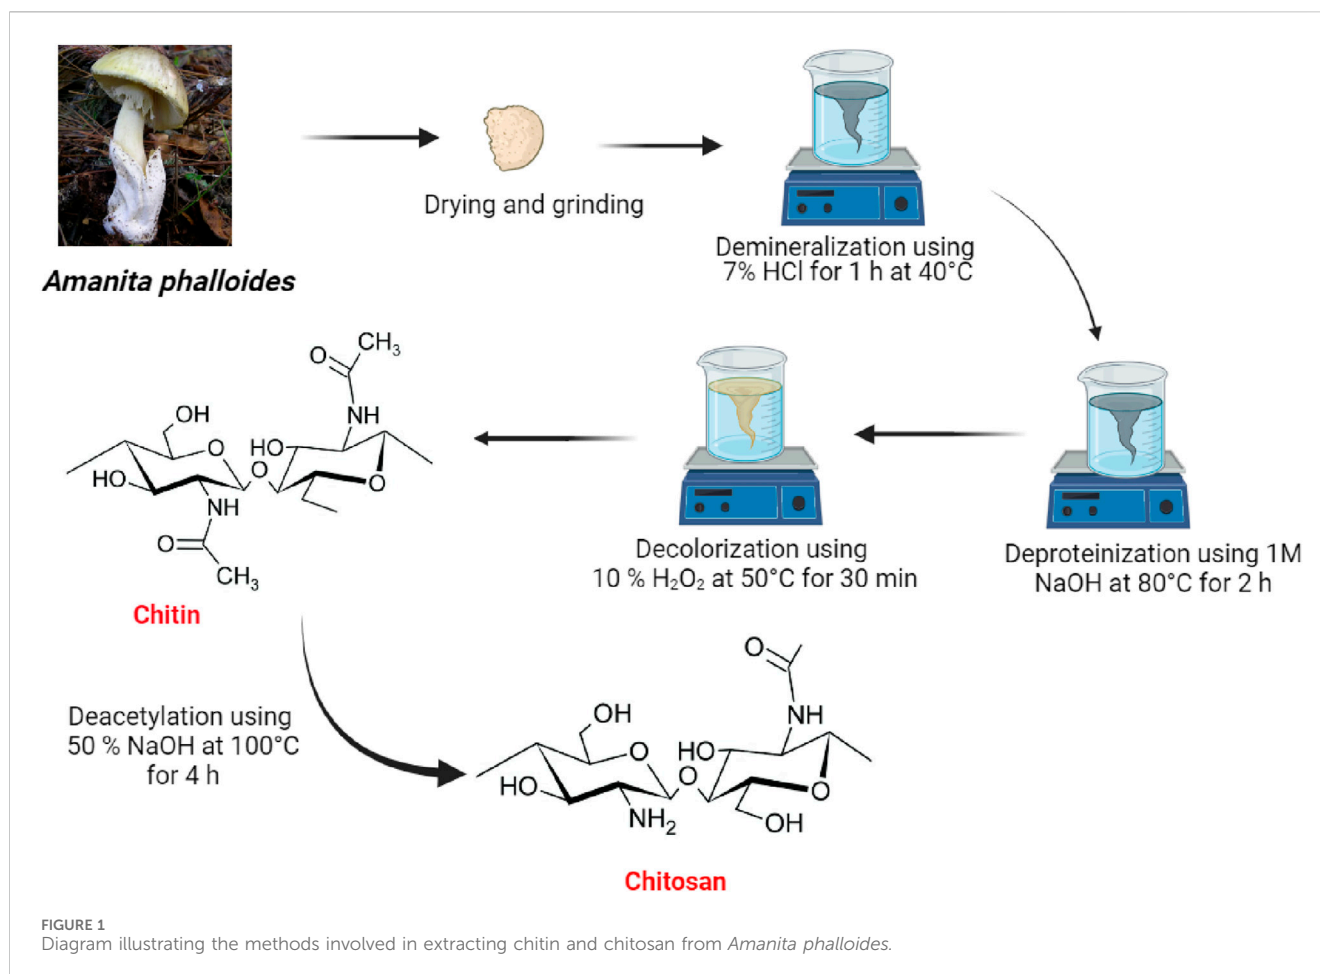 Amanita phalloides
Drying and grinding
Demineralization using
7% HCl for 1 h at 40°C
Deproteinization using 1M
NaOH at 80°C for 2 h
Decolorization using
10 % H₂O₂ at 50°C for 30 min
O
CH₃
NH
OH
HO
O
O
O
HO
NH
O
CH₃
Chitin
Deacetylation using
50 % NaOH at 100°C
for 4 h
O
NH
OH
HO
O
O
O
HO
NH₂
OH
Chitosan
FIGURE 1
Diagram illustrating the methods involved in extracting chitin and chitosan from Amanita phalloides.